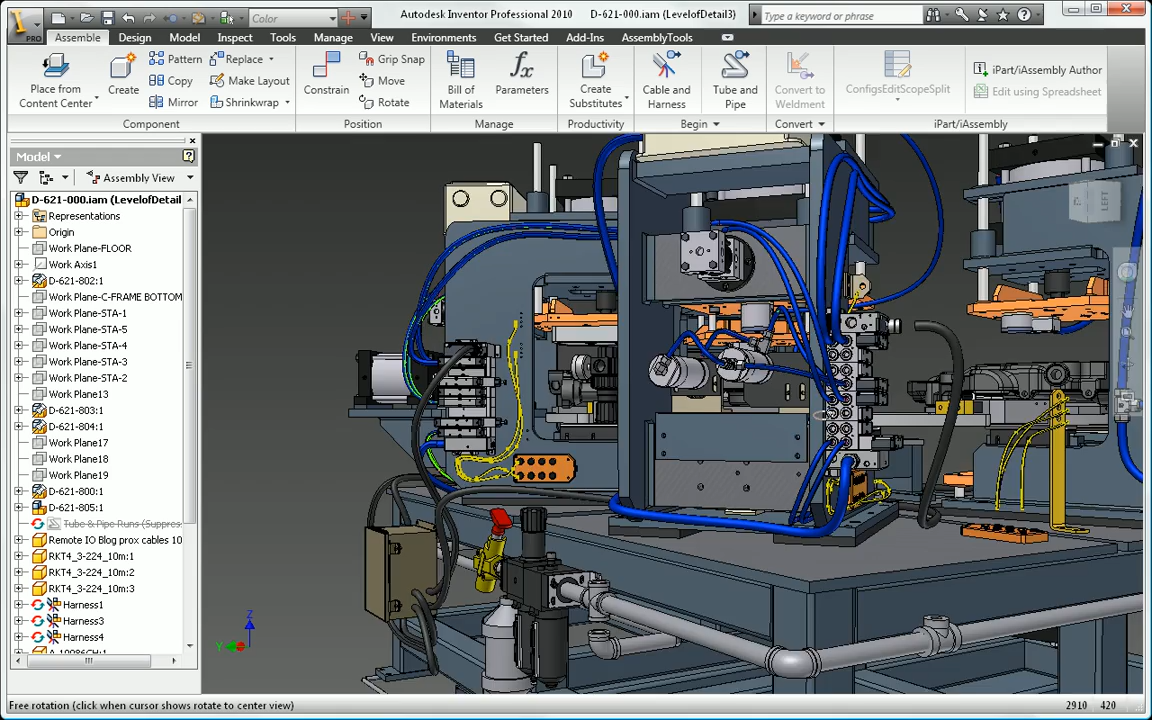 Color
Autodesk Inventor Professional 2010   D-621-000.iam (LevelofDetail3)
Type a keyword or phrase
PRO
Assemble
Design
Model
Inspect
Tools
Manage
View
Environments
Get Started
Add-Ins
AssemblyTools
Place from
Content Center
Create
Pattern
Copy
Mirror
Replace
Make Layout
Shrinkwrap
Component
Constrain
Grip Snap
Move
Rotate
Position
Bill of
Materials
Parameters
Manage
Create
Substitutes
Productivity
Cable and
Harness
Tube and
Pipe
Begin
Convert to
Weldment
Convert
ConfigsEditScopeSplit
iPart/iAssembly Author
Edit using Spreadsheet
iPart/iAssembly
Model
Assembly View
D-621-000.iam (LevelofDetail
Representations
Origin
Work Plane-FLOOR
Work Axis1
D-621-802:1
Work Plane-C-FRAME BOTTOM
Work Plane-STA-1
Work Plane-STA-5
Work Plane-STA-4
Work Plane-STA-3
Work Plane-STA-2
Work Plane13
D-621-803:1
D-621-804:1
Work Plane17
Work Plane18
Work Plane19
D-621-800:1
D-621-805:1
Tube & Pipe Runs (Suppres
Remote IO Blog prox cables 10
RKT4_3-224_10m:1
RKT4_3-224_10m:2
RKT4_3-224_10m:3
Harness1
Harness3
Harness4
A-10086CH:1
LEFT
Z
Y
Free rotation (click when cursor shows rotate to center view)
2910
420